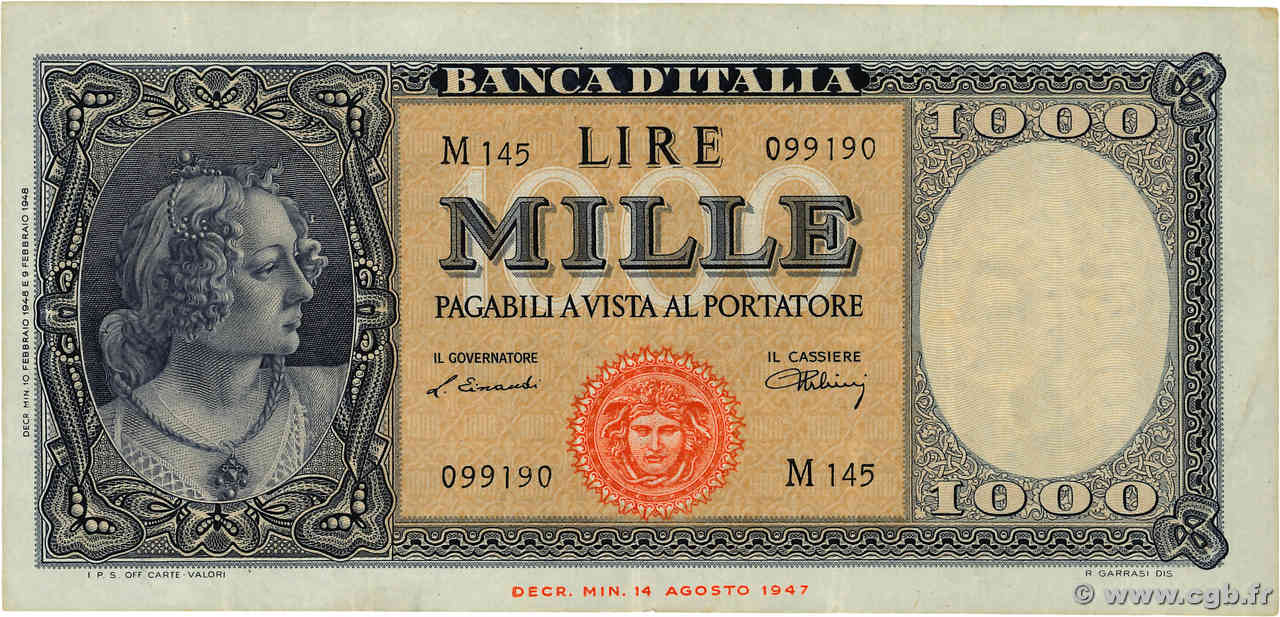 BANCA D'ITALIA
1000
M 145 LIRE 099190
1000
MILLE
PAGABILI A VISTA AL PORTATORE
IL GOVERNATORE
L. Einaudi
IL CASSIERE
099190
M 145
1000
DECR. MIN. 10 FEBBRAIO 1948 E 9 FEBBRAIO 1948
I. P. S. OFF. CARTE-VALORI
R GARRASI DIS.
DECR. MIN. 14 AGOSTO 1947
© www.cgb.fr